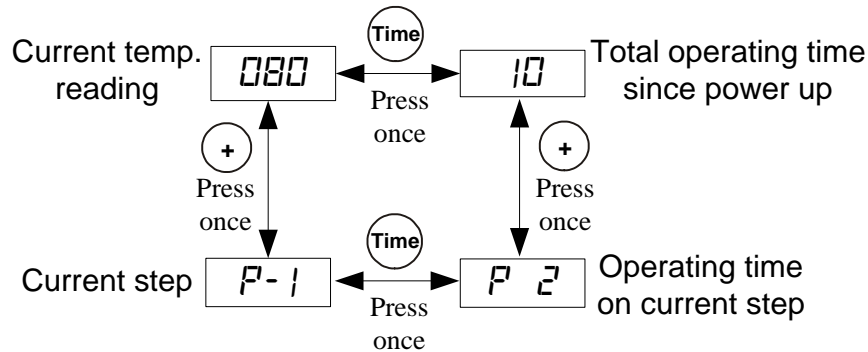 Current temp.
reading
080
Time
Press
once
10
Total operating time
since power up
+
Press
once
+
Press
once
Current step
P-1
Time
Press
once
P 2
Operating time
on current step